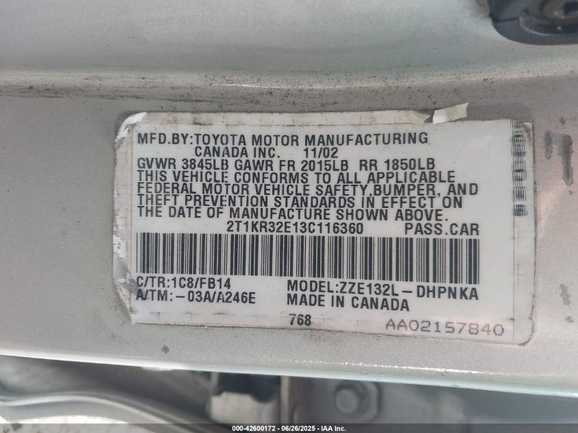 MFD.BY:TOYOTA MOTOR MANUFACTURING
CANADA INC. 11/02
GVWR 3845LB GAWR FR 2015LB RR 1850LB
THIS VEHICLE CONFORMS TO ALL APPLICABLE
FEDERAL MOTOR VEHICLE SAFETY,BUMPER, AND
THEFT PREVENTION STANDARDS IN EFFECT ON
THE DATE OF MANUFACTURE SHOWN ABOVE.
2T1KR32E13C116360 PASS.CAR
C/TR:1C8/FB14 MODEL:ZZE132L-DHPNKA
A/TM:-03A/A246E MADE IN CANADA
768 AA02157840
000-42600172 - 06/26/2025 - IAA Inc.